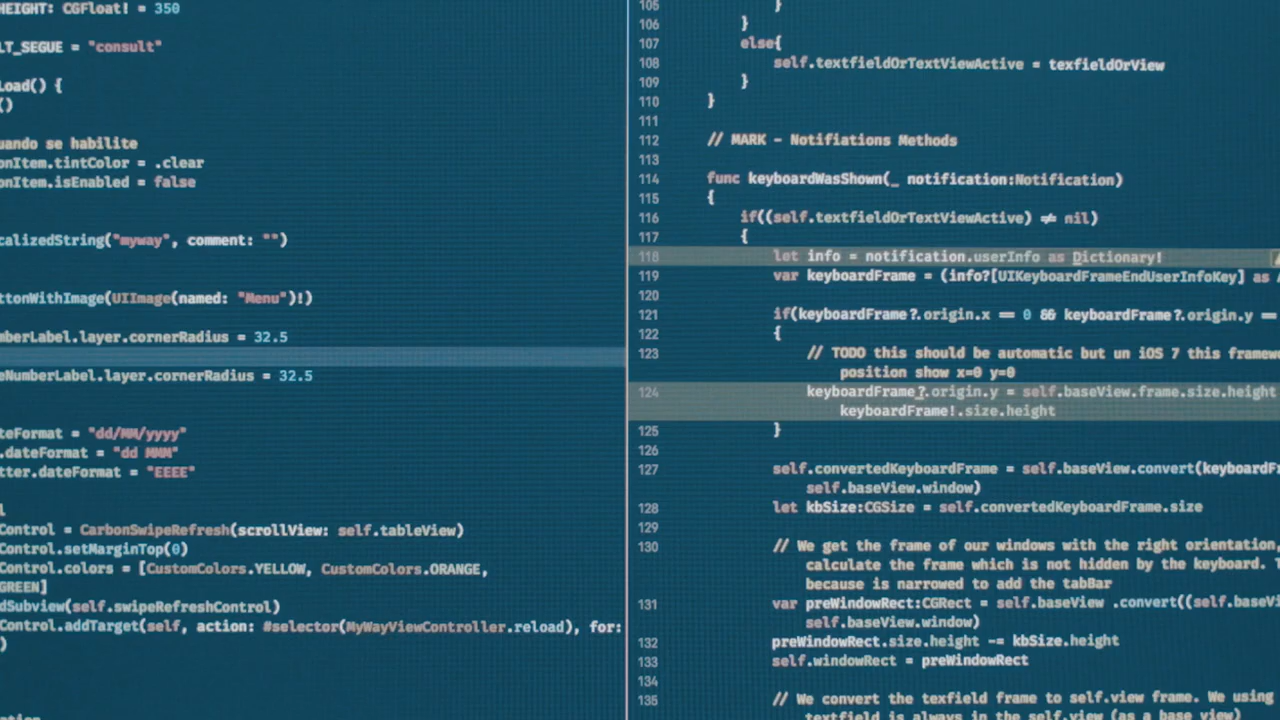 HEIGHT: CGFloat! = 350
LT_SEGUE = "consult"
Load() {
()
uando se habilite
onItem.tintColor = .clear
onItem.isEnabled = false
calizedString("myway", comment: "")
ttonWithImage(UIImage(named: "Menu")!)
mberLabel.layer.cornerRadius = 32.5
eNumberLabel.layer.cornerRadius = 32.5
teFormat = "dd/MM/yyyy"
.dateFormat = "dd MMM"
tter.dateFormat = "EEEE"
l
Control = CarbonSwipeRefresh(scrollView: self.tableView)
Control.setMarginTop(0)
Control.colors = [CustomColors.YELLOW, CustomColors.ORANGE,
GREEN]
dSubview(self.swipeRefreshControl)
Control.addTarget(self, action: #selector(MyWayViewController.reload), for:
)
105 }
106 }
107 else{
108 self.textfieldOrTextViewActive = texfieldOrView
109 }
110 }
111
112 // MARK - Notifiations Methods
113
114 func keyboardWasShown(_ notification:Notification)
115 {
116 if((self.textfieldOrTextViewActive) != nil)
117 {
118 let info = notification.userInfo as Dictionary!
119 var keyboardFrame = (info?[UIKeyboardFrameEndUserInfoKey] as
120
121 if(keyboardFrame?.origin.x == 0 && keyboardFrame?.origin.y ==
122 {
123 // TODO this should be automatic but un iOS 7 this framew
position show x=0 y=0
124 keyboardFrame?.origin.y = self.baseView.frame.size.height
keyboardFrame!.size.height
125 }
126
127 self.convertedKeyboardFrame = self.baseView.convert(keyboardF
self.baseView.window)
128 let kbSize:CGSize = self.convertedKeyboardFrame.size
129
130 // We get the frame of our windows with the right orientation,
calculate the frame which is not hidden by the keyboard. T
because is narrowed to add the tabBar
131 var preWindowRect:CGRect = self.baseView .convert((self.baseVi
self.baseView.window)
132 preWindowRect.size.height -= kbSize.height
133 self.windowRect = preWindowRect
134
135 // We convert the texfield frame to self.view frame. We using
textfield is always in the self.view (as a base view)